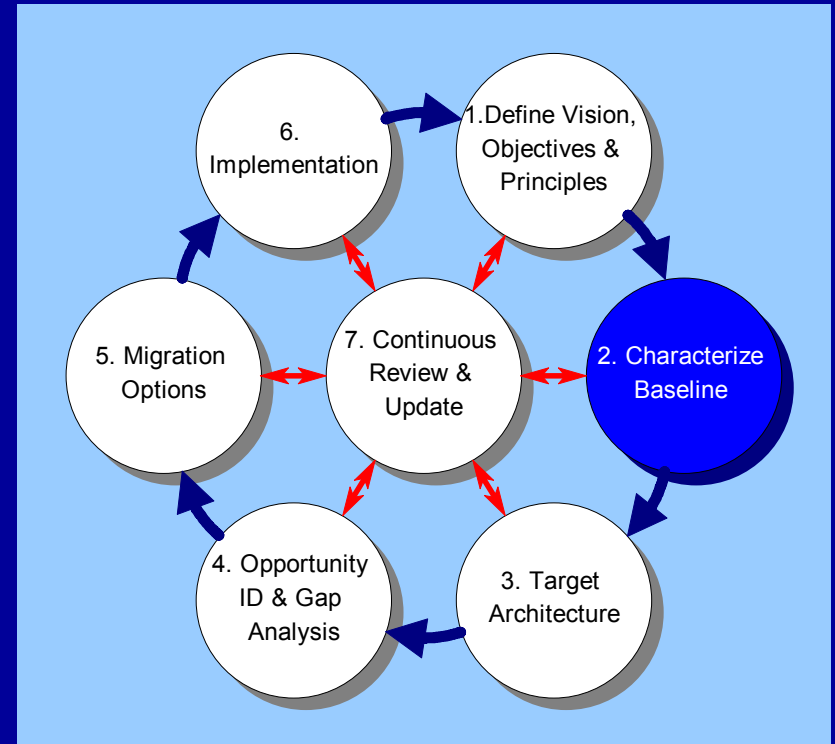 1.Define Vision,
Objectives &
Principles
2. Characterize
Baseline
3. Target
Architecture
4. Opportunity
ID & Gap
Analysis
5. Migration
Options
6.
Implementation
7. Continuous
Review &
Update